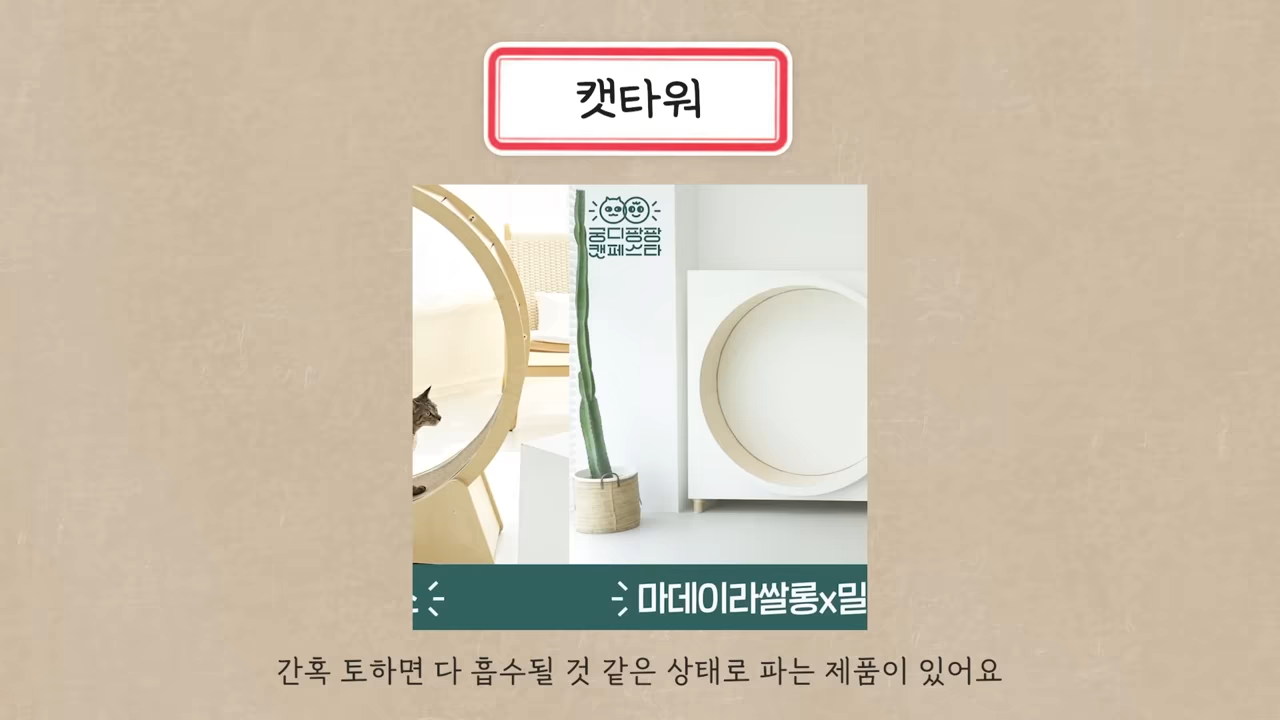 캣타워
궁디팡팡
캣페스타
마데이라쌀롱x밀
간혹 토하면 다 흡수될 것 같은 상태로 파는 제품이 있어요